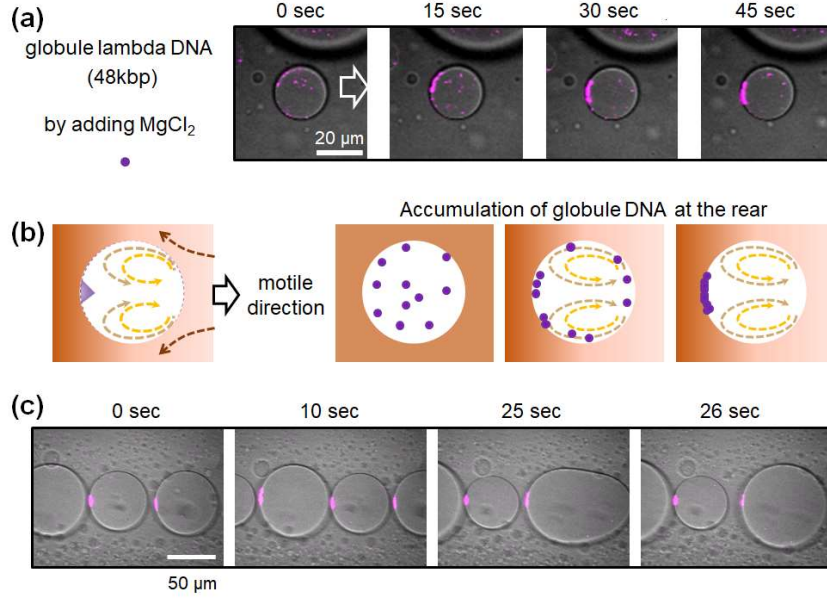 (a)
0 sec 15 sec 30 sec 45 sec
globule lambda DNA
(48kbp)
by adding MgCl₂
20 µm
Accumulation of globule DNA at the rear
(b)
motile
direction
(c)
0 sec 10 sec 25 sec 26 sec
50 µm